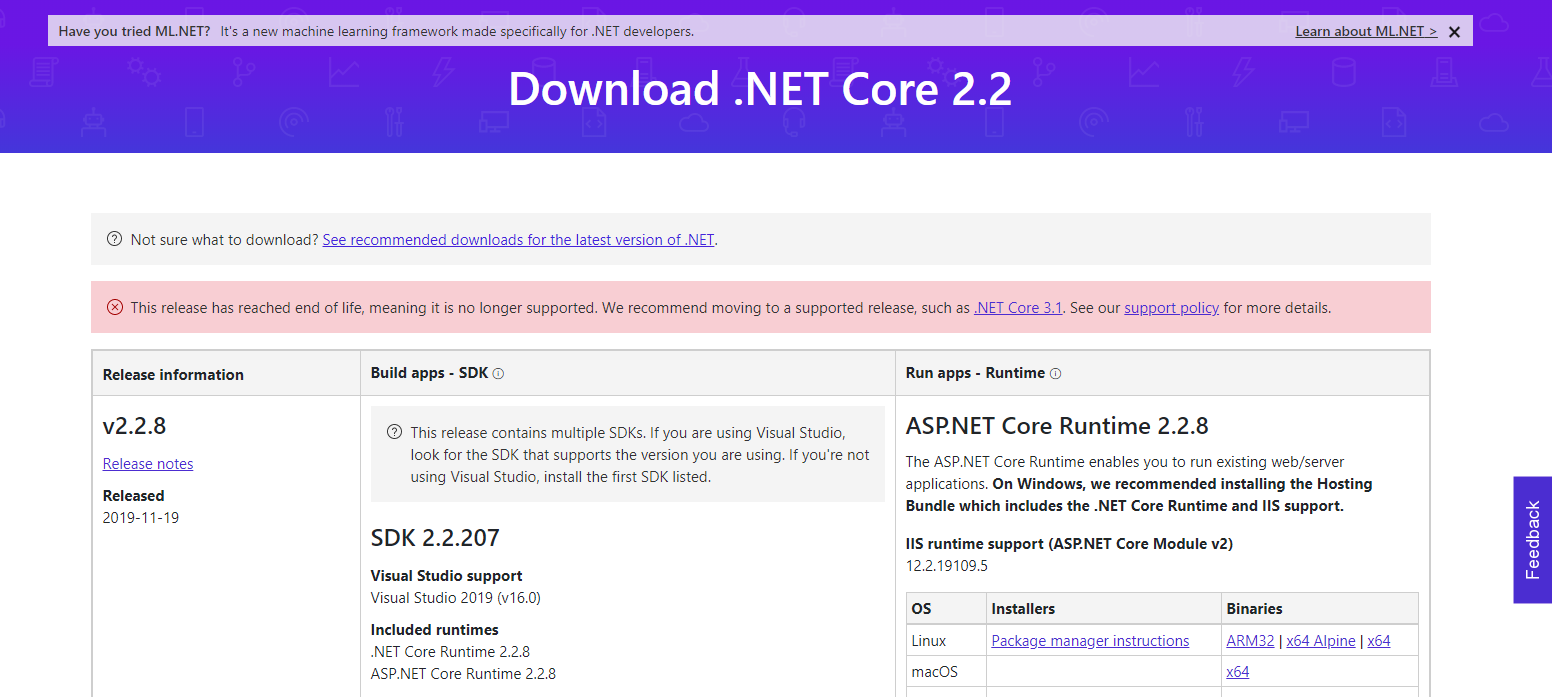 Have you tried ML.NET? It's a new machine learning framework made specifically for .NET developers.
Learn about ML.NET >
Download .NET Core 2.2
Not sure what to download? See recommended downloads for the latest version of .NET.
This release has reached end of life, meaning it is no longer supported. We recommend moving to a supported release, such as .NET Core 3.1. See our support policy for more details.
Release information
v2.2.8
Release notes
Released
2019-11-19
Build apps - SDK
This release contains multiple SDKs. If you are using Visual Studio,
look for the SDK that supports the version you are using. If you're not
using Visual Studio, install the first SDK listed.
SDK 2.2.207
Visual Studio support
Visual Studio 2019 (v16.0)
Included runtimes
.NET Core Runtime 2.2.8
ASP.NET Core Runtime 2.2.8
Run apps - Runtime
ASP.NET Core Runtime 2.2.8
The ASP.NET Core Runtime enables you to run existing web/server
applications. On Windows, we recommended installing the Hosting
Bundle which includes the .NET Core Runtime and IIS support.
IIS runtime support (ASP.NET Core Module v2)
12.2.19109.5
OS Installers Binaries
Linux Package manager instructions ARM32 | x64 Alpine | x64
macOS x64
Feedback